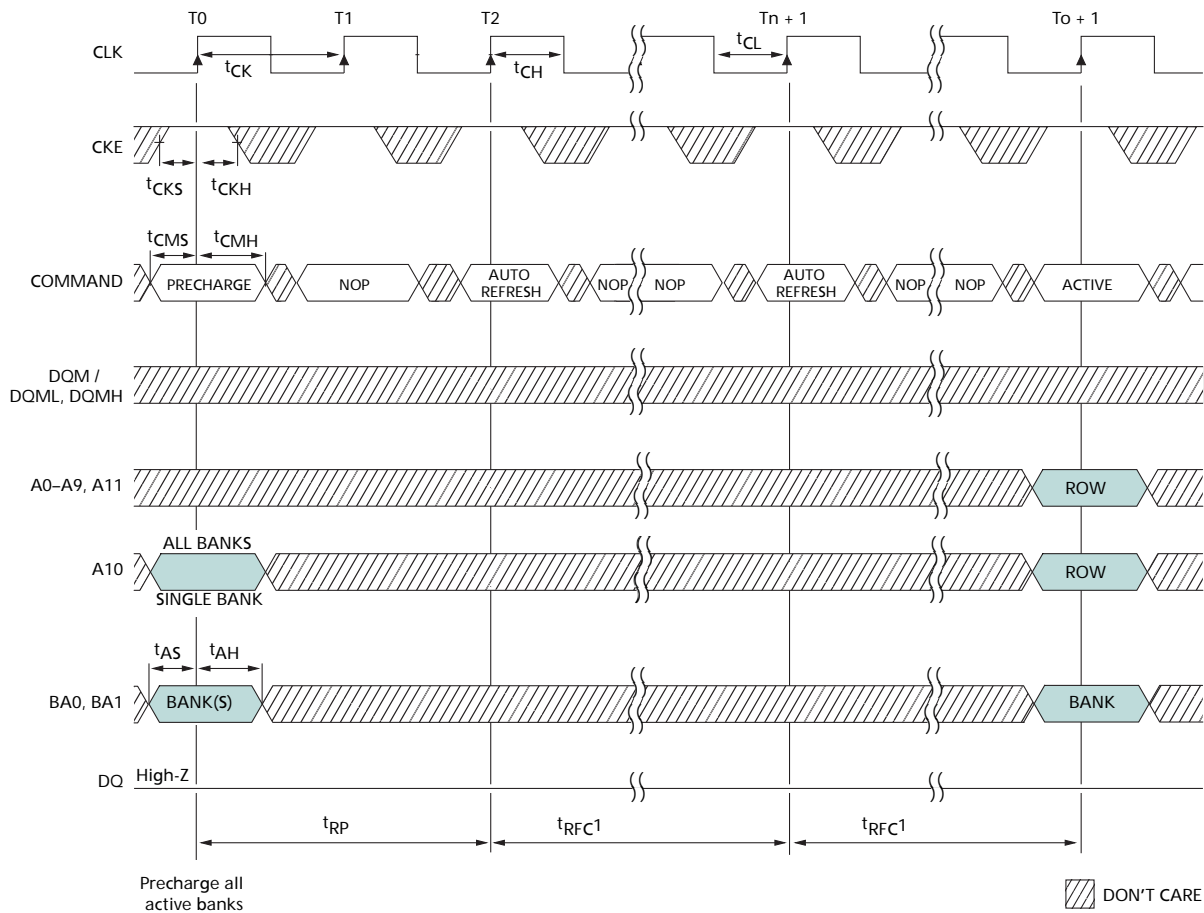 T0 T1 T2 Tn + 1 To + 1
CLK
tCK tCH tCL
CKE
tCKS tCKH
tCMS tCMH
COMMAND PRECHARGE NOP AUTO REFRESH NOP NOP AUTO REFRESH NOP NOP ACTIVE
DQM /
DQML, DQMH
A0–A9, A11 ROW
ALL BANKS
A10 ROW
SINGLE BANK
tAS tAH
BA0, BA1 BANK(S) BANK
DQ High-Z
tRP tRFC1 tRFC1
Precharge all
active banks
DON'T CARE